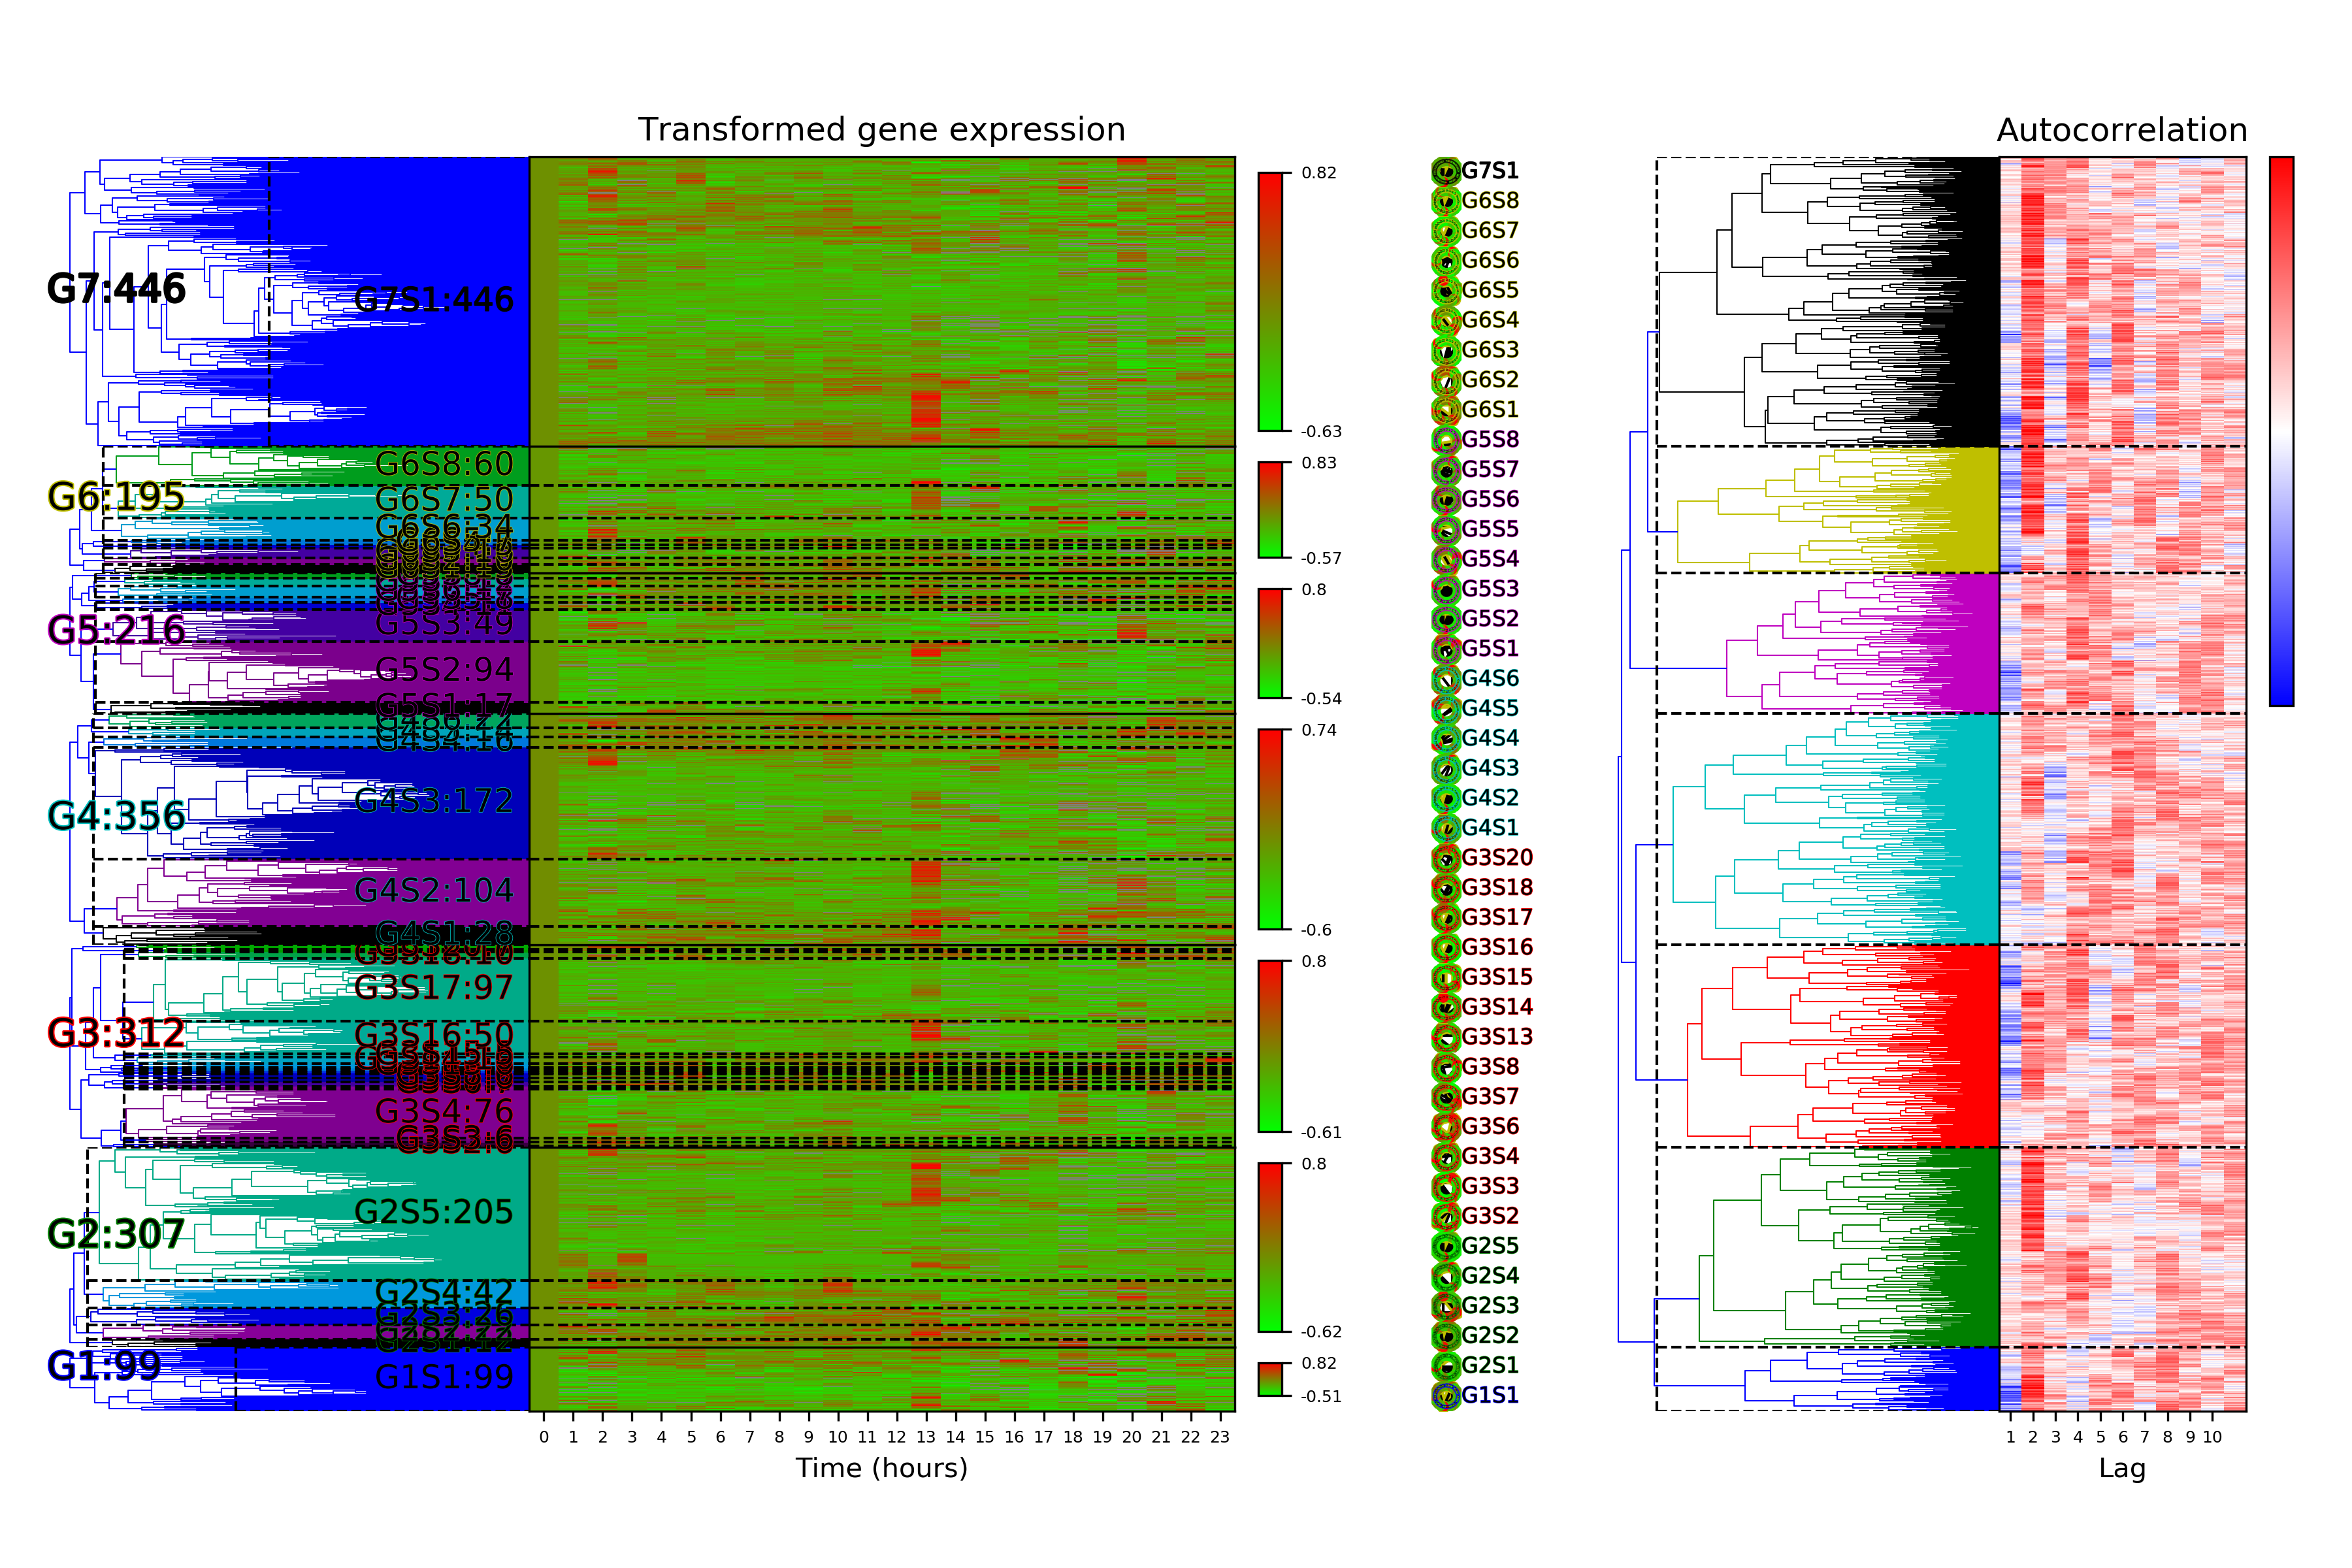 Transformed gene expression
Autocorrelation
G7:446
G6:195
G5:216
G4:356
G3:312
G2:307
G1:99
G7S1:446
G6S8:60
G6S7:50
G6S6:34
G5S3:49
G5S2:94
G5S1:17
G4S4:16
G4S3:172
G4S2:104
G4S1:28
G3S17:97
G3S16:50
G3S4:76
G3S2:6
G2S5:205
G2S4:42
G2S3:26
G2S1:12
G1S1:99
0.82
-0.63
0.83
-0.57
0.8
-0.54
0.74
-0.6
0.8
-0.61
0.8
-0.62
0.82
-0.51
G7S1
G6S8
G6S7
G6S6
G6S5
G6S4
G6S3
G6S2
G6S1
G5S8
G5S7
G5S6
G5S5
G5S4
G5S3
G5S2
G5S1
G4S6
G4S5
G4S4
G4S3
G4S2
G4S1
G3S20
G3S18
G3S17
G3S16
G3S15
G3S14
G3S13
G3S8
G3S7
G3S6
G3S4
G3S3
G3S2
G2S5
G2S4
G2S3
G2S2
G2S1
G1S1
0 1 2 3 4 5 6 7 8 9 10 11 12 13 14 15 16 17 18 19 20 21 22 23
Time (hours)
1 2 3 4 5 6 7 8 9 10
Lag